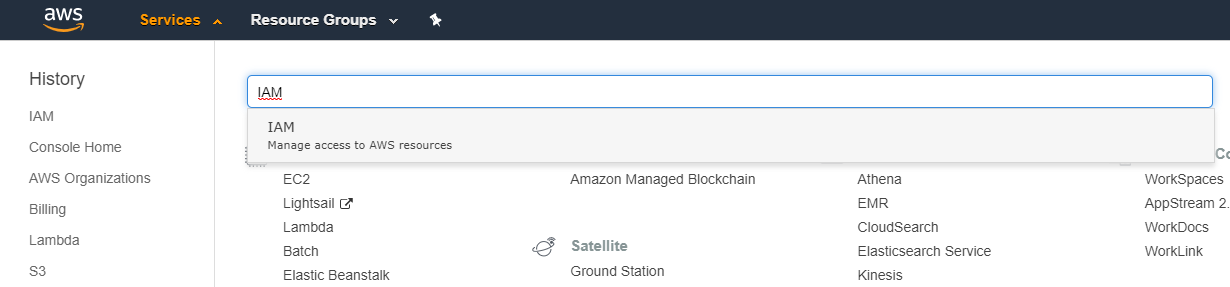 aws
Services
Resource Groups
History
IAM
Console Home
AWS Organizations
Billing
Lambda
S3
IAM
IAM
Manage access to AWS resources
EC2
Lightsail
Lambda
Batch
Elastic Beanstalk
Amazon Managed Blockchain
Satellite
Ground Station
Athena
EMR
CloudSearch
Elasticsearch Service
Kinesis
Co
WorkSpaces
AppStream 2.
WorkDocs
WorkLink